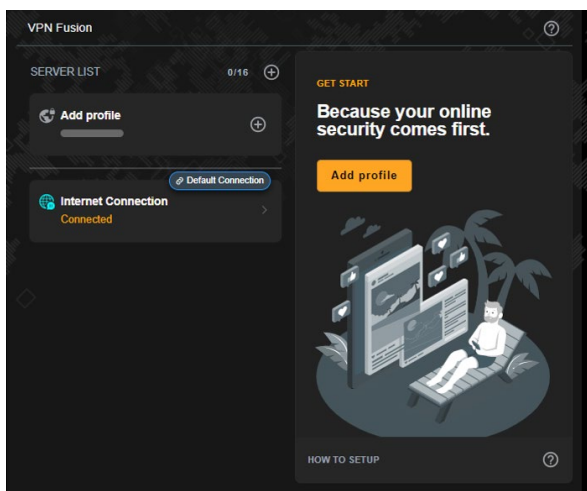 VPN Fusion
SERVER LIST 0/16
Add profile
Default Connection
Internet Connection
Connected
GET START
Because your online
security comes first.
Add profile
HOW TO SETUP